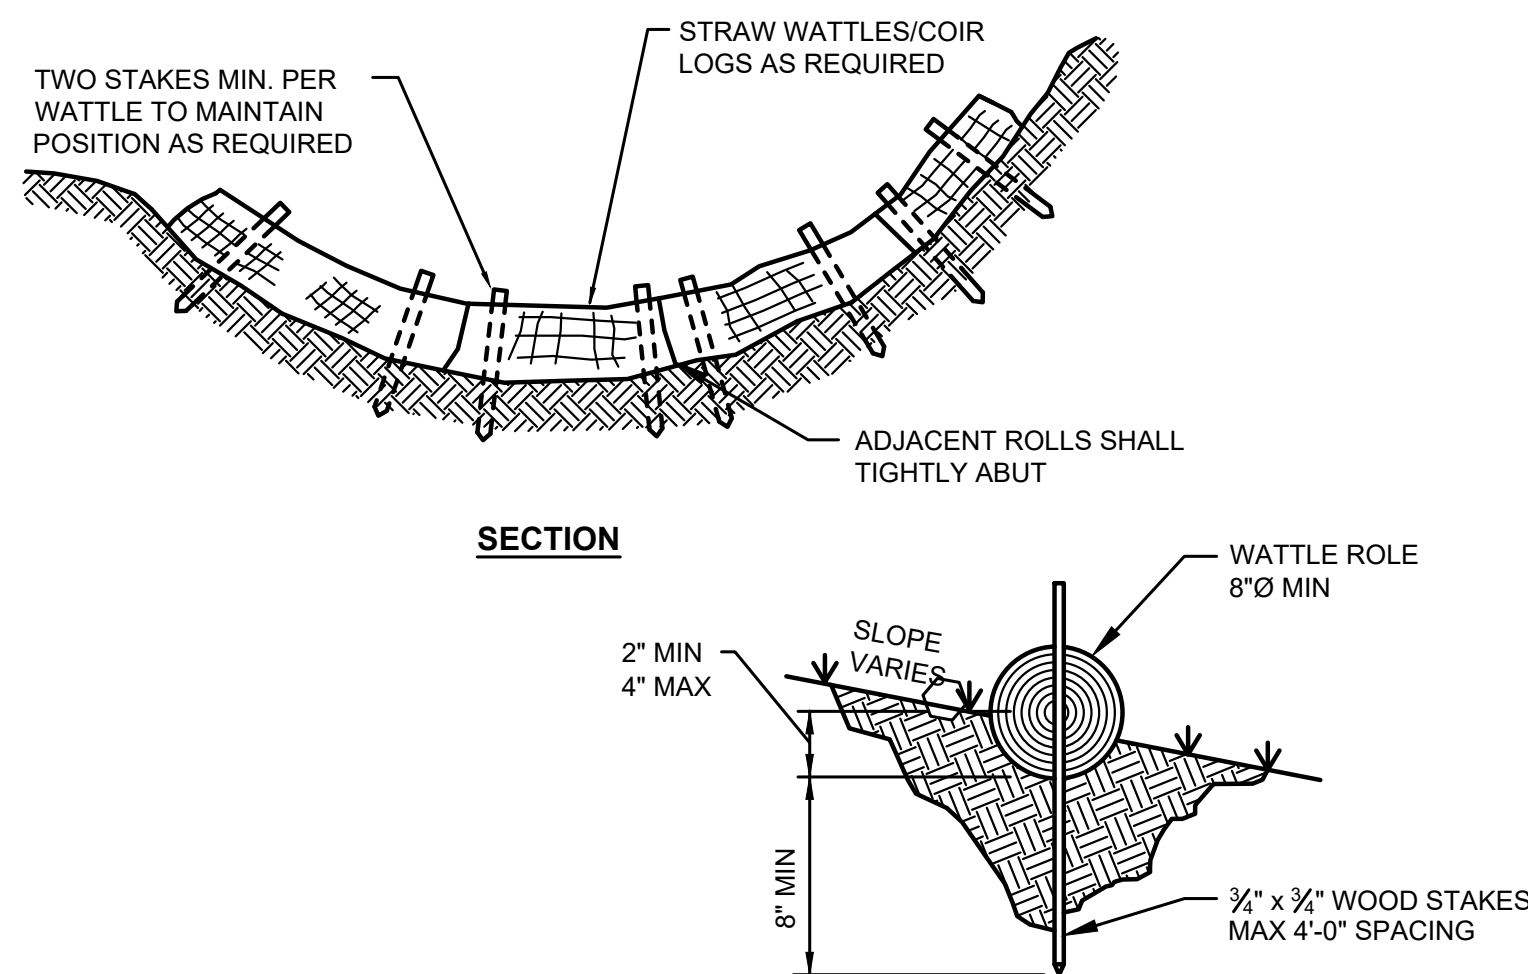 STRAW WATTLES/COIR
LOGS AS REQUIRED
TWO STAKES MIN. PER
WATTLE TO MAINTAIN
POSITION AS REQUIRED
ADJACENT ROLLS SHALL
TIGHTLY ABUT
SECTION
WATTLE ROLE
8"Ø MIN
SLOPE
VARIES
2" MIN
4" MAX
8" MIN
¾" x ¾" WOOD STAKES
MAX 4'-0" SPACING